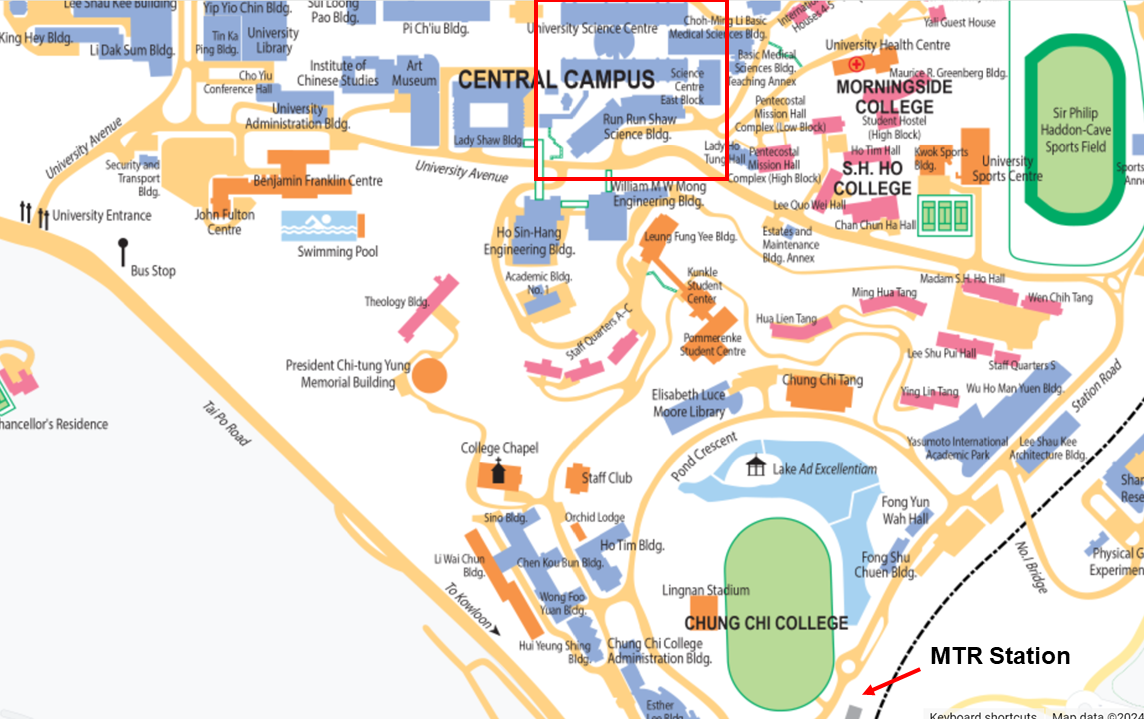 Lee Shau Kee Building
Yip Yio Chin Bldg.
Sui Loong
Pao Bldg.
Pi Ch'iu Bldg.
University Science Centre
Choh-Ming Li Basic
Medical Sciences Bldg.
Internatio
Houses 4-5
Yali Guest House
King Hey Bldg.
Li Dak Sum Bldg.
Tin Ka
Ping Bldg.
University
Library
University Health Centre
Basic Medical
Sciences Bldg.
Teaching Annex
Institute of
Chinese Studies
Art
Museum
CENTRAL CAMPUS
Science
Centre
East Block
Maurice R. Greenberg Bldg.
MORNINGSIDE
COLLEGE
Cho Yiu
Conference Hall
University
Administration Bldg.
Pentecostal
Mission Hall
Complex (Low Block)
Student Hostel
(High Block)
Sir Philip
Haddon-Cave
Sports Field
Run Run Shaw
Science Bldg.
Lady Shaw Bldg.
University Avenue
Lady Ho
Tung Hall
Pentecostal
Mission Hall
Complex (High Block)
Ho Tim Hall
S.H. HO
COLLEGE
Kwok Sports
Bldg.
University
Sports Centre
Sports
Anne
Security and
Transport
Bldg.
University Avenue
Benjamin Franklin Centre
William M W Mong
Engineering Bldg.
Lee Quo Wei Hall
Chan Chun Ha Hall
University Entrance
John Fulton
Centre
Swimming Pool
Ho Sin-Hang
Engineering Bldg.
Leung Fung Yee Bldg.
Estates and
Maintenance
Bldg. Annex
Bus Stop
Academic Bldg.
No. 1
Kunkle
Student
Center
Madam S.H. Ho Hall
Ming Hua Tang
Wen Chih Tang
Theology Bldg.
Staff Quarters A-C
Hua Lien Tang
Pommerenke
Student Centre
Lee Shu Pui Hall
Staff Quarters S
President Chi-tung Yung
Memorial Building
Chung Chi Tang
Ying Lin Tang
Wu Ho Man Yuen Bldg.
Station Road
Elisabeth Luce
Moore Library
Tai Po Road
hancellor's Residence
Pond Crescent
Yasumoto International
Academic Park
Lee Shau Kee
Architecture Bldg.
College Chapel
Lake Ad Excellentiam
Staff Club
Shar
Rese
Fong Yun
Wah Hall
Sino Bldg.
Orchid Lodge
Ho Tim Bldg.
No.1 Bridge
Li Wai Chun
Bldg.
Chen Kou Bun Bldg.
Fong Shu
Chuen Bldg.
Physical G
Experimen
To Kowloon
Wong Foo
Yuan Bldg.
Lingnan Stadium
CHUNG CHI COLLEGE
Hui Yeung Shing
Bldg.
Chung Chi College
Administration Bldg.
MTR Station
Esther
Lee Bldg.
Keyboard shortcuts
Map data ©2024